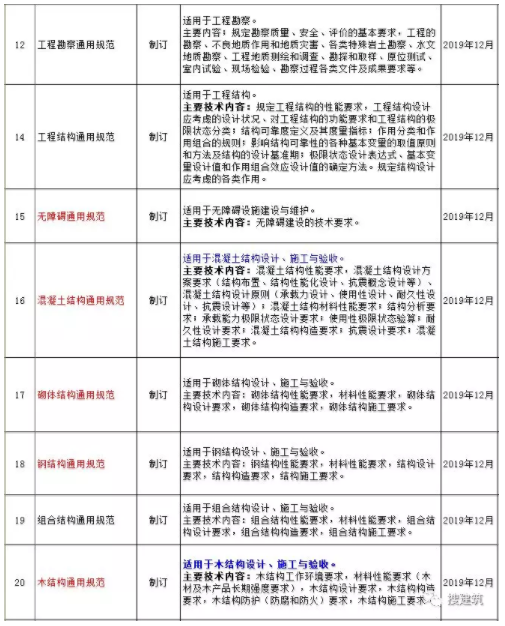 12
工程勘察通用规范
制订
适用于工程勘察。
主要内容：规定勘察质量、安全、评价的基本要求，工程的
勘察、不良地质作用和地质灾害、各类特殊岩土勘察、水文
地质勘察、工程地质测绘和调查、勘探和取样、原位测试、
室内试验、现场检验、勘察过程各类文件及成果要求等。
2019年12月
14
工程结构通用规范
制订
适用于工程结构。
主要技术内容：规定工程结构的性能要求，工程结构设计
应考虑的设计状况、对工程结构的功能要求和工程结构的极
限状态分类；结构可靠度定义及其度量指标；作用分类和作
用组合的规则；影响结构可靠性的各种基本变量的取值原则
和方法及结构的设计基准期；极限状态设计表达式、基本变
量设计值和作用组合效应设计值的确定方法。规定结构设计
应考虑的各类作用。
2019年12月
15
无障碍通用规范
制订
适用于无障碍设施建设与维护。
主要技术内容：无障碍建设的技术要求。
2019年12月
16
混凝土结构通用规范
制订
适用于混凝土结构设计、施工与验收。
主要技术内容：混凝土结构性能要求，混凝土结构设计方
案要求（结构布置、结构性能化设计、抗震概念设计等）、
混凝土结构设计原则（承载力设计、使用性设计、耐久性设
计、抗震设计等）；混凝土结构材料性能要求；结构分析要
求；承载能力极限状态设计要求；使用性极限状态验算；耐
久性设计要求；混凝土结构构造要求；抗震设计要求；混凝
土结构施工要求。
2019年12月
17
砌体结构通用规范
制订
适用于砌体结构设计、施工与验收。
主要技术内容：砌体结构性能要求，材料性能要求，砌体结
构设计要求，砌体结构构造要求，砌体结构施工要求。
2019年12月
18
钢结构通用规范
制订
适用于钢结构设计、施工与验收。
主要技术内容：钢结构性能要求，材料性能要求，结构设计
要求，结构构造要求，结构施工要求。
2019年12月
19
组合结构通用规范
制订
适用于组合结构设计、施工与验收。
主要技术内容：组合结构性能要求，材料性能要求，组合结
构设计要求，组合结构构造要求，组合结构施工要求。
2019年12月
20
木结构通用规范
制订
适用于木结构设计、施工与验收。
主要技术内容：木结构工作环境要求，材料性能要求（木
材及木产品长期强度要求），木结构设计要求，木结构构造
要求，木结构防护（防腐和防火）要求，木结构施工要求
2019年12月
搜建筑